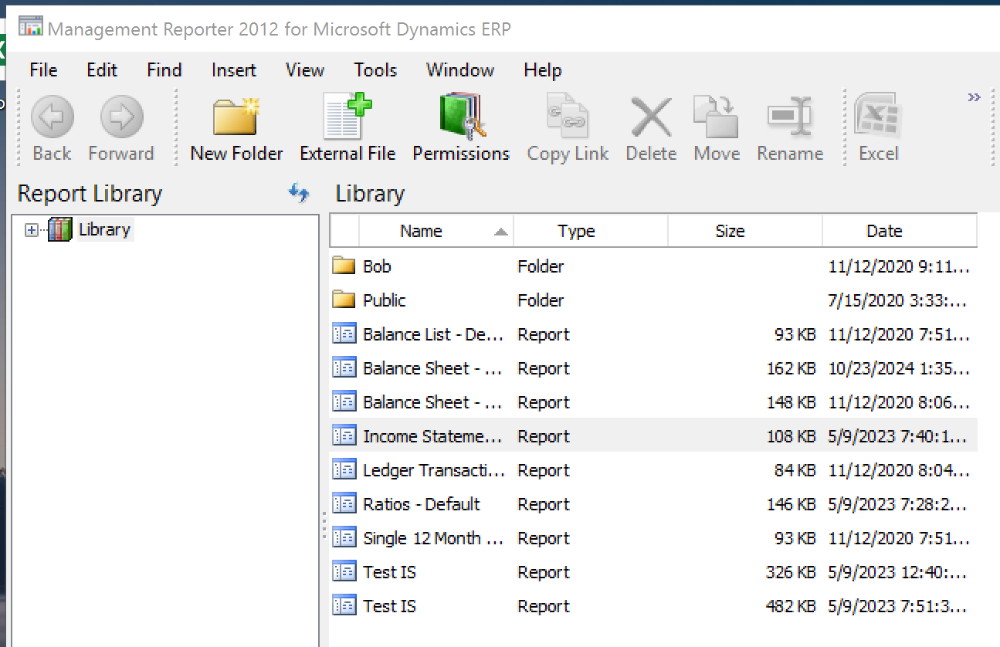 Management Reporter 2012 for Microsoft Dynamics ERP
File Edit Find Insert View Tools Window Help
Back Forward New Folder External File Permissions Copy Link Delete Move Rename Excel
Report Library
Library
Library
Name Type Size Date
Bob Folder 11/12/2020 9:11...
Public Folder 7/15/2020 3:33:...
Balance List - De... Report 93 KB 11/12/2020 7:51...
Balance Sheet - ... Report 162 KB 10/23/2024 1:35...
Balance Sheet - ... Report 148 KB 11/12/2020 8:06...
Income Stateme... Report 108 KB 5/9/2023 7:40:1...
Ledger Transacti... Report 84 KB 11/12/2020 8:04...
Ratios - Default Report 146 KB 5/9/2023 7:28:2...
Single 12 Month ... Report 93 KB 11/12/2020 7:51...
Test IS Report 326 KB 5/9/2023 12:40:...
Test IS Report 482 KB 5/9/2023 7:51:3...